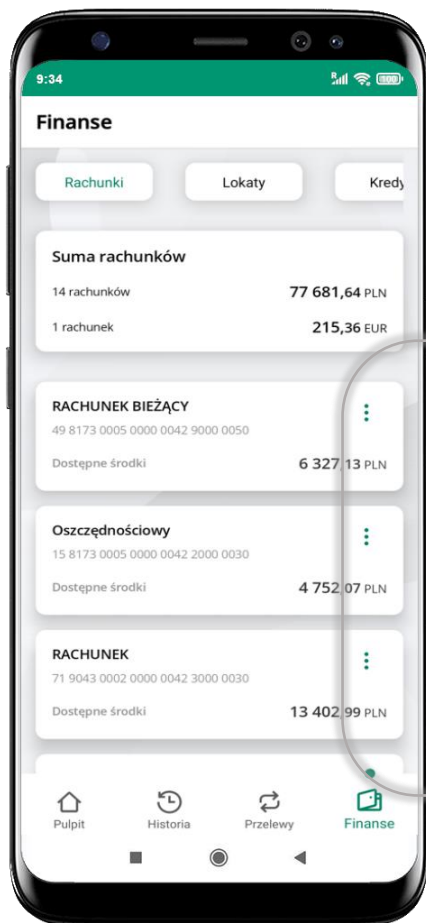 9:34
R 100
Finanse
Rachunki Lokaty Kredy
Suma rachunków
14 rachunków 77 681,64 PLN
1 rachunek 215,36 EUR
RACHUNEK BIEŻĄCY
49 8173 0005 0000 0042 9000 0050
Dostępne środki 6 327,13 PLN
Oszczędnościowy
15 8173 0005 0000 0042 2000 0030
Dostępne środki 4 752,07 PLN
RACHUNEK
71 9043 0002 0000 0042 3000 0030
Dostępne środki 13 402,99 PLN
Pulpit Historia Przelewy Finanse